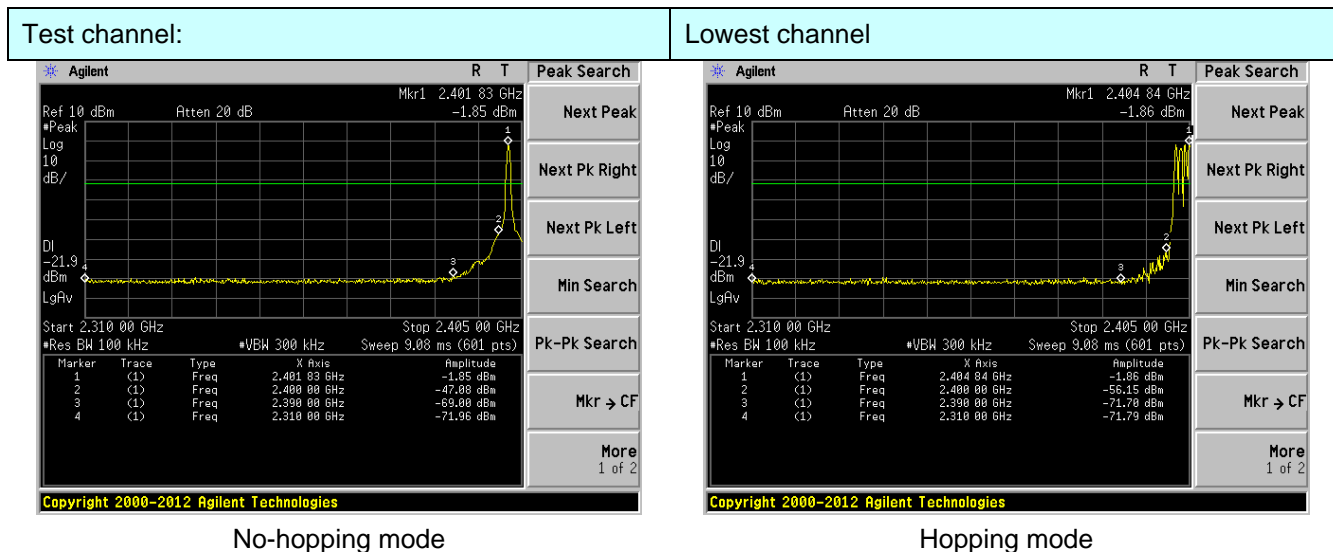 Test channel:
Lowest channel
Agilent
R T
Peak Search
Mkr1 2.401 83 GHz
Ref 10 dBm
Atten 20 dB
-1.85 dBm
#Peak
Log
10
dB/
DI
-21.9
dBm
LgAv
1
2
3
4
Start 2.310 00 GHz
Stop 2.405 00 GHz
#Res BW 100 kHz
#VBW 300 kHz
Sweep 9.08 ms (601 pts)
Marker Trace Type X Axis Amplitude
1 (1) Freq 2.401 83 GHz -1.85 dBm
2 (1) Freq 2.400 00 GHz -47.08 dBm
3 (1) Freq 2.390 00 GHz -69.00 dBm
4 (1) Freq 2.310 00 GHz -71.96 dBm
Next Peak
Next Pk Right
Next Pk Left
Min Search
Pk-Pk Search
Mkr → CF
More
1 of 2
Copyright 2000-2012 Agilent Technologies
No-hopping mode
Agilent
R T
Peak Search
Mkr1 2.404 84 GHz
Ref 10 dBm
Atten 20 dB
-1.86 dBm
#Peak
Log
10
dB/
DI
-21.9
dBm
LgAv
1
2
3
4
Start 2.310 00 GHz
Stop 2.405 00 GHz
#Res BW 100 kHz
#VBW 300 kHz
Sweep 9.08 ms (601 pts)
Marker Trace Type X Axis Amplitude
1 (1) Freq 2.404 84 GHz -1.86 dBm
2 (1) Freq 2.400 00 GHz -56.15 dBm
3 (1) Freq 2.390 00 GHz -71.70 dBm
4 (1) Freq 2.310 00 GHz -71.79 dBm
Next Peak
Next Pk Right
Next Pk Left
Min Search
Pk-Pk Search
Mkr → CF
More
1 of 2
Copyright 2000-2012 Agilent Technologies
Hopping mode